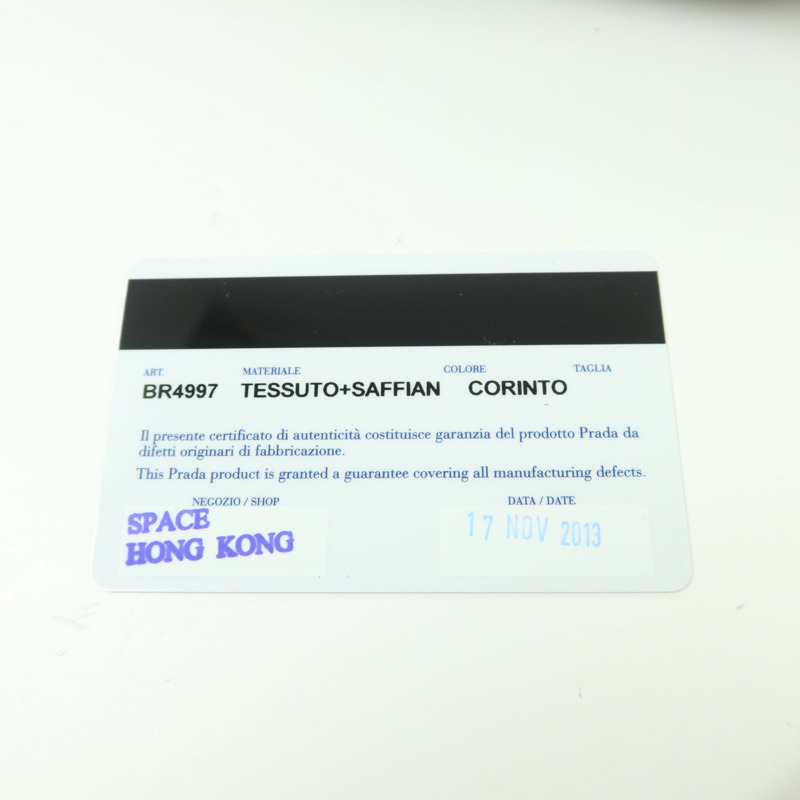 ART. MATERIALE COLORE TAGLIA
BR4997 TESSUTO+SAFFIAN CORINTO
Il presente certificato di autenticità costituisce garanzia del prodotto Prada da
difetti originari di fabbricazione.
This Prada product is granted a guarantee covering all manufacturing defects.
NEGOZIO / SHOP DATA / DATE
SPACE
HONG KONG
17 NOV 2013